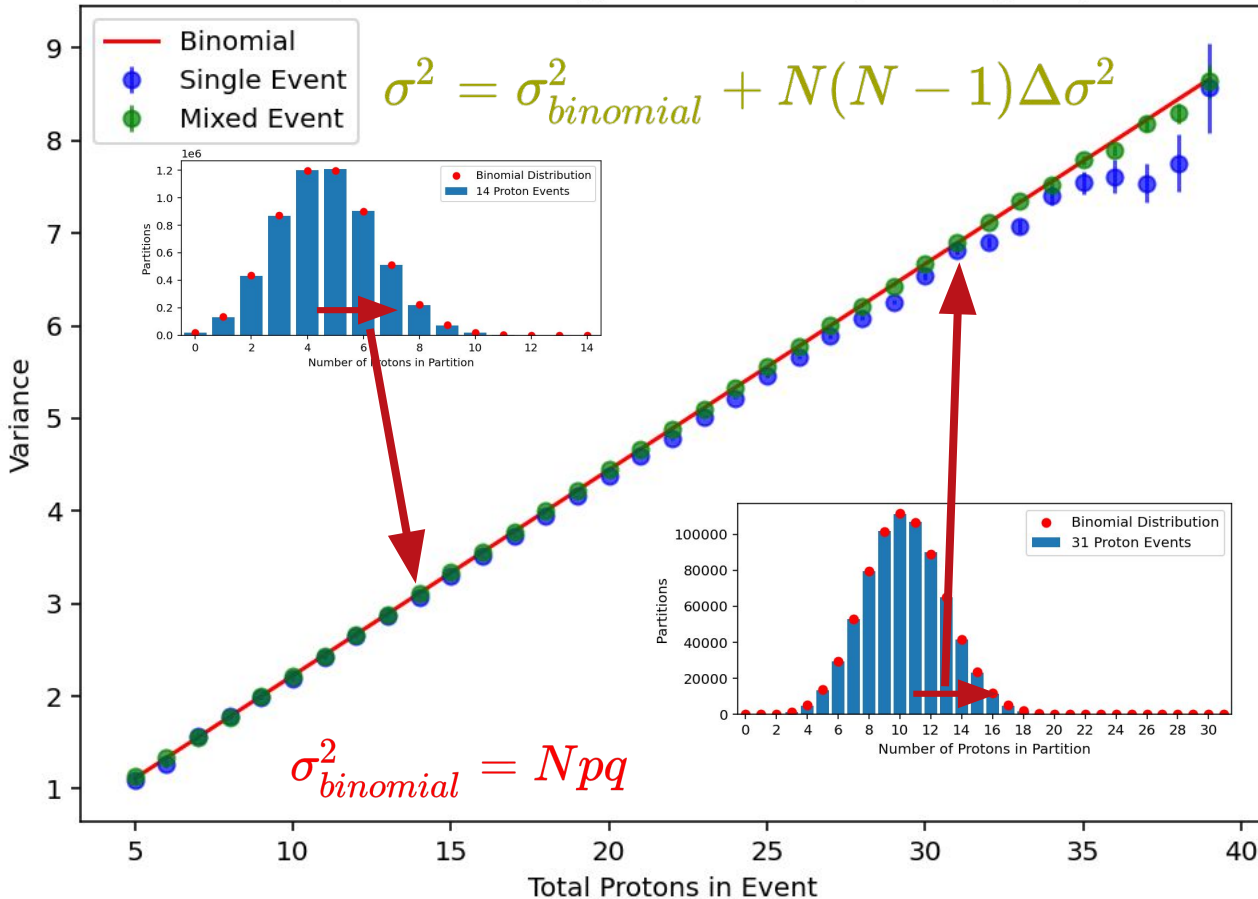 Binomial
Single Event
Mixed Event
σ² = σ²_{binomial} + N(N − 1)Δσ²
1e6
1.2
1.0
0.8
0.6
0.4
0.2
0.0
Partitions
Binomial Distribution
14 Proton Events
0 2 4 6 8 10 12 14
Number of Protons in Partition
9
8
7
6
5
4
3
2
1
Variance
Binomial Distribution
31 Proton Events
100000
80000
60000
40000
20000
0
Partitions
0 2 4 6 8 10 12 14 16 18 20 22 24 26 28 30
Number of Protons in Partition
σ²_{binomial} = Npq
5 10 15 20 25 30 35 40
Total Protons in Event